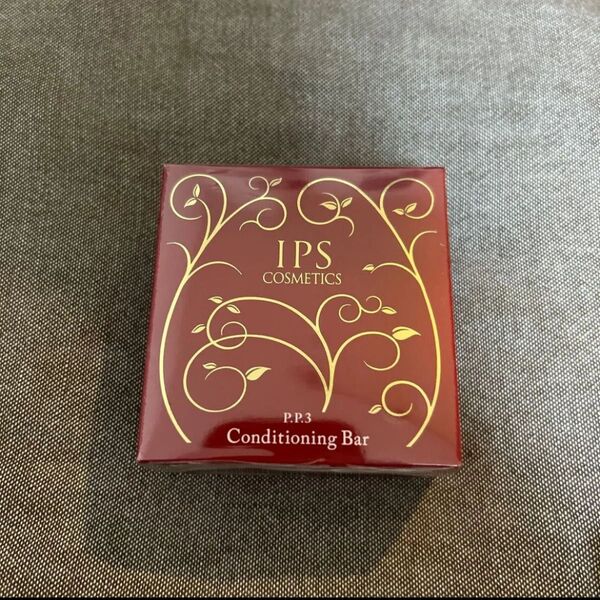 IPS
COSMETICS
P.P.3
Conditioning Bar